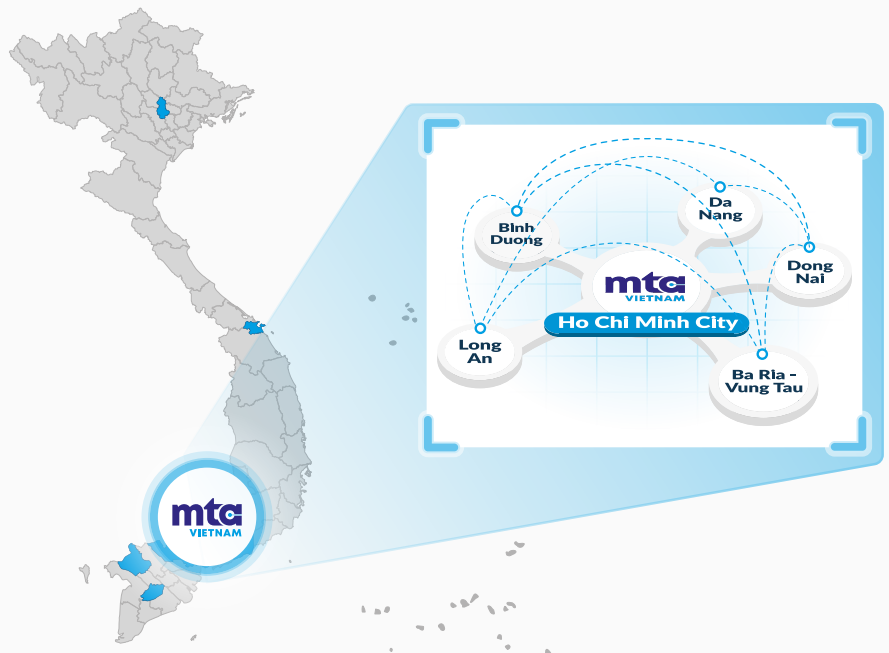 mta
VIETNAM
Binh
Duong
Da
Nang
Dong
Nai
mta
VIETNAM
Ho Chi Minh City
Long
An
Ba Ria -
Vung Tau